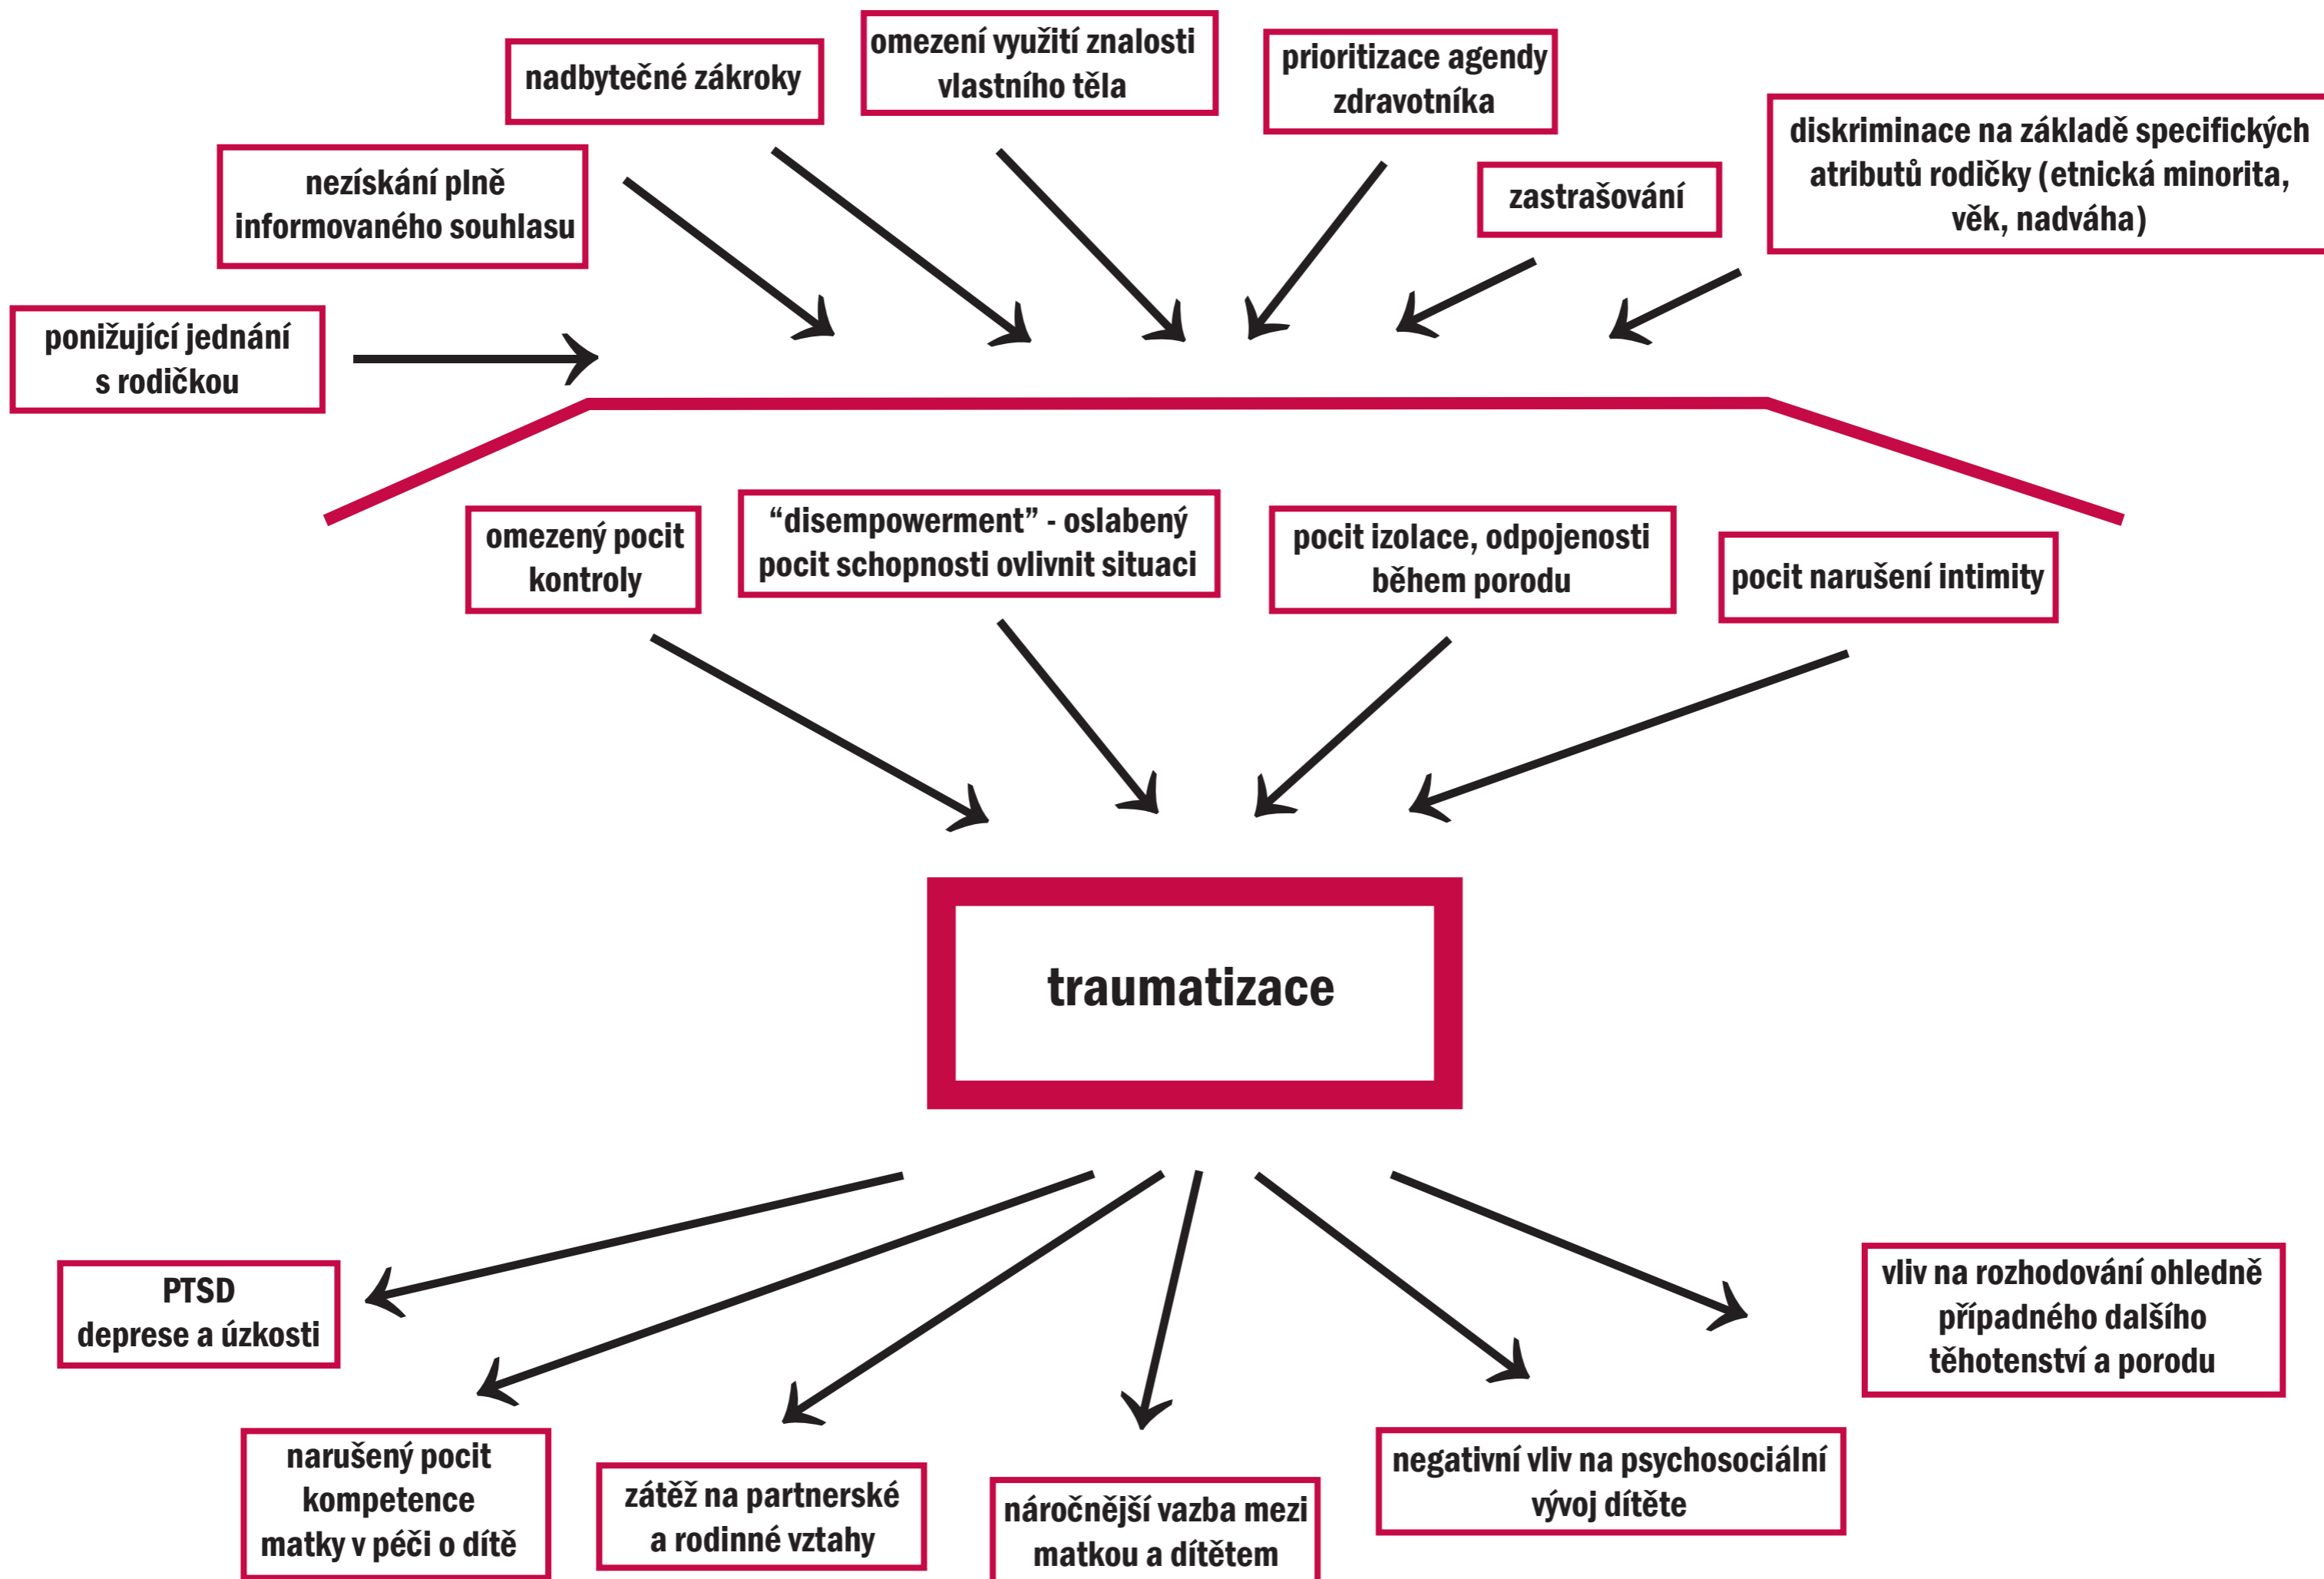 nadbytečné zákroky
omezení využití znalosti
vlastního těla
prioritizace agendy
zdravotníka
diskriminace na základě specifických
atributů rodičky (etnická minorita,
věk, nadváha)
nezískání plně
informovaného souhlasu
zastrašování
ponižující jednání
s rodičkou
omezený pocit
kontroly
“disempowerment” - oslabený
pocit schopnosti ovlivnit situaci
pocit izolace, odpojenosti
během porodu
pocit narušení intimity
traumatizace
PTSD
deprese a úzkosti
narušený pocit
kompetence
matky v péči o dítě
zátěž na partnerské
a rodinné vztahy
náročnější vazba mezi
matkou a dítětem
negativní vliv na psychosociální
vývoj dítěte
vliv na rozhodování ohledně
případného dalšího
těhotenství a porodu